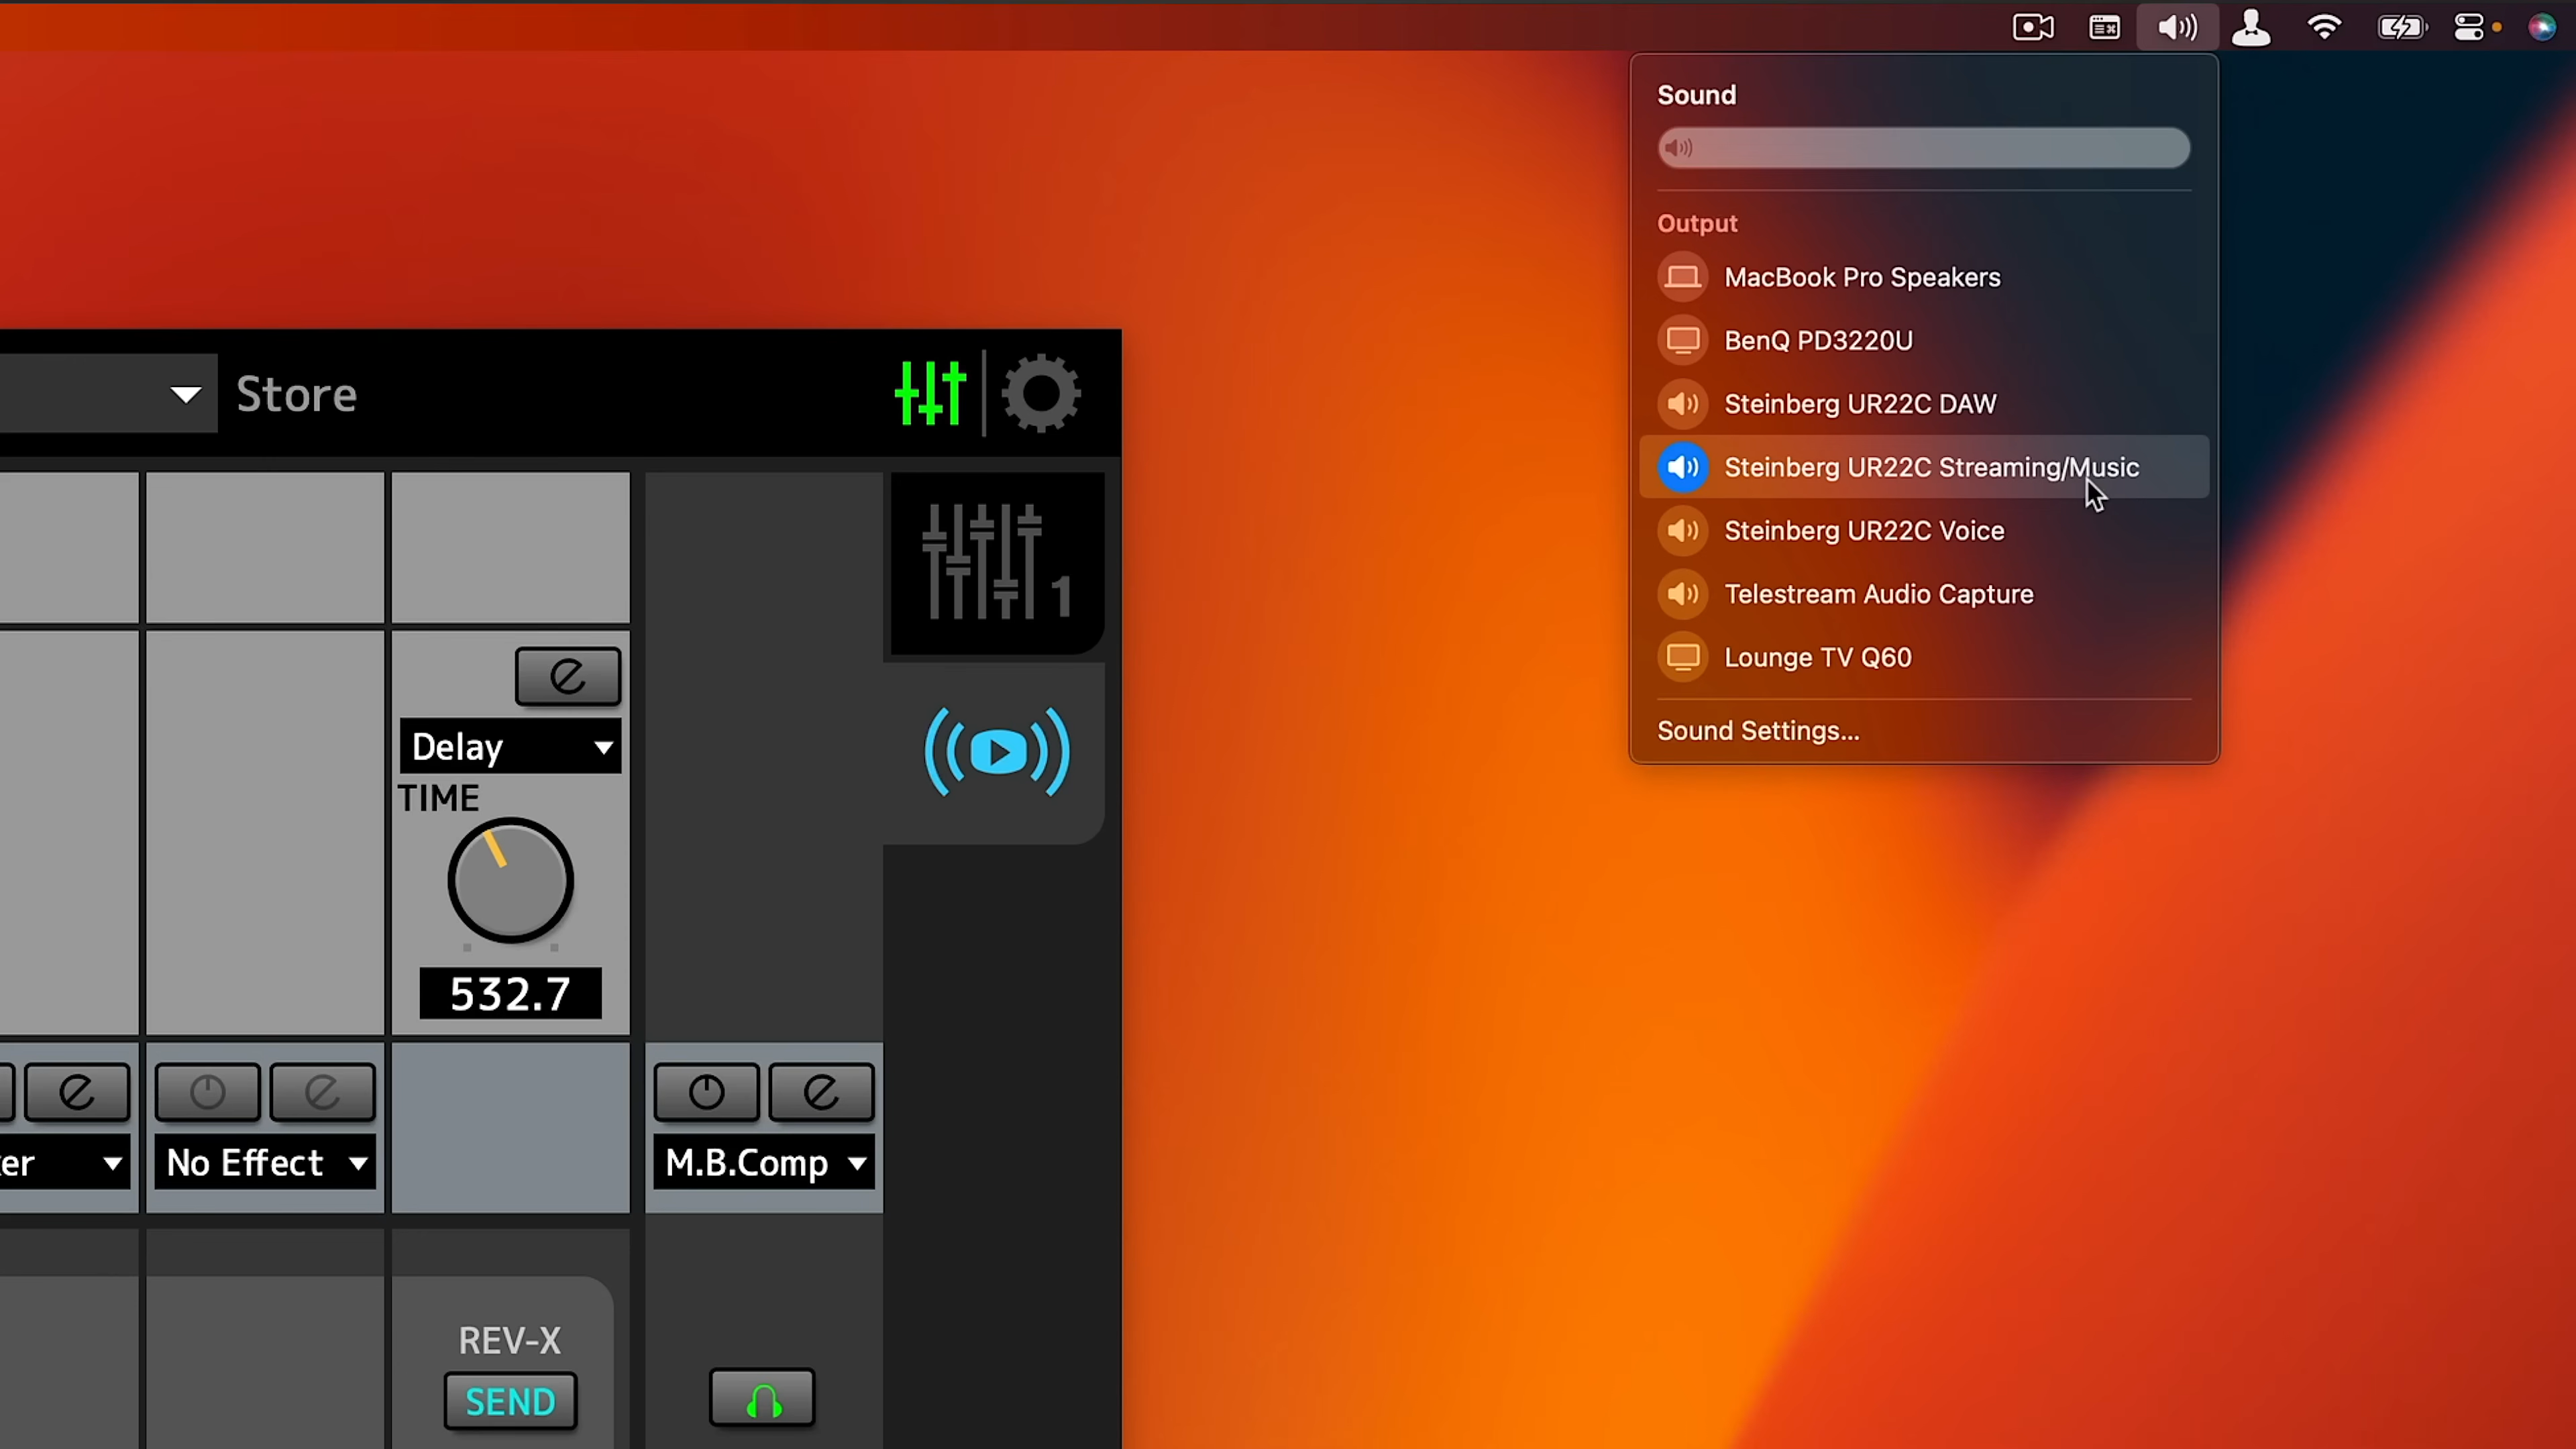 Sound
Output
MacBook Pro Speakers
BenQ PD3220U
Steinberg UR22C DAW
Steinberg UR22C Streaming/Music
Steinberg UR22C Voice
Telestream Audio Capture
Lounge TV Q60
Sound Settings...
Store
1
Delay
TIME
532.7
er
No Effect
M.B.Comp
REV-X
SEND